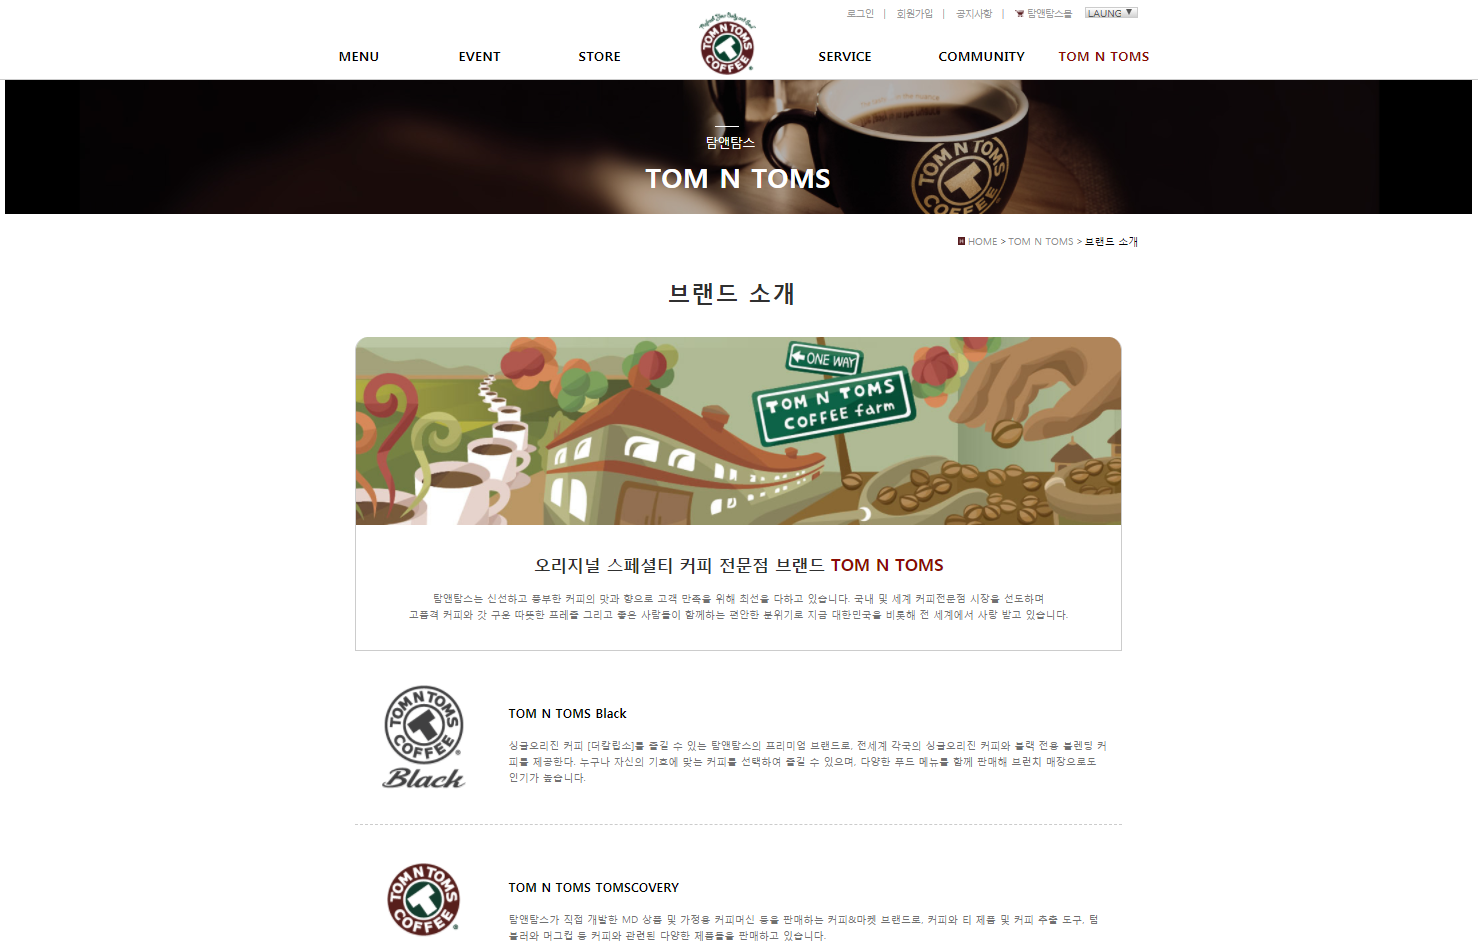 로그인 | 회원가입 | 공지사항 | 탐앤탐스몰 LAUNG ▼
Refresh Your Body and Soul
TOM N TOMS
COFFEE
MENU EVENT STORE SERVICE COMMUNITY TOM N TOMS
탐앤탐스
TOM N TOMS
TOM N TOMS
COFFEE
HOME > TOM N TOMS > 브랜드 소개
브랜드 소개
ONE WAY
TOM N TOMS
COFFEE farm
오리지널 스페셜티 커피 전문점 브랜드 TOM N TOMS
탐앤탐스는 신선하고 풍부한 커피의 맛과 향으로 고객 만족을 위해 최선을 다하고 있습니다. 국내 및 세계 커피전문점 시장을 선도하며
고품격 커피와 갓 구운 따뜻한 프레즐 그리고 좋은 사람들이 함께하는 편안한 분위기로 지금 대한민국을 비롯해 전 세계에서 사랑 받고 있습니다.
TOM N TOMS
COFFEE
Black
TOM N TOMS Black
싱글오리진 커피 [더칼립소]를 즐길 수 있는 탐앤탐스의 프리미엄 브랜드로, 전세계 각국의 싱글오리진 커피와 블랙 전용 블렌딩 커
피를 제공한다. 누구나 자신의 기호에 맞는 커피를 선택하여 즐길 수 있으며, 다양한 푸드 메뉴를 함께 판매해 브런치 매장으로도
인기가 높습니다.
TOM N TOMS
COFFEE
TOM N TOMS TOMSCOVERY
탐앤탐스가 직접 개발한 MD 상품 및 가정용 커피머신 등을 판매하는 커피&마켓 브랜드로, 커피와 티 제품 및 커피 추출 도구, 텀
블러와 머그컵 등 커피와 관련된 다양한 제품들을 판매하고 있습니다.